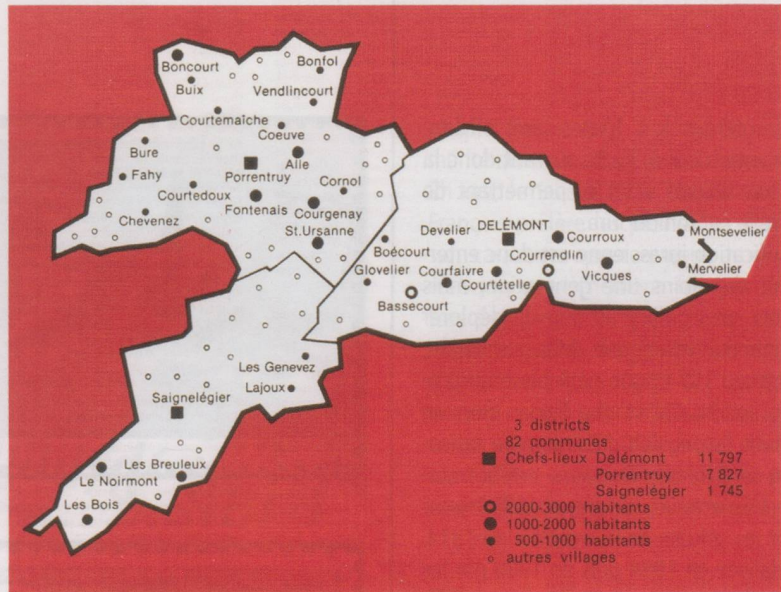 Boncourt
Bonfol
Buix
Vendlincourt
Courtemaîche
Coeuve
Bure
Alle
Porrentruy
Fahy
Cornol
Courtedoux
Fontenais
Courgenay
Chevenez
St.Ursanne
Montsevelier
Develier
DELÉMONT
Courroux
Boécourt
Courrendlin
Mervelier
Glovelier
Courfaivre
Vicques
Courtételle
Bassecourt
Les Genevez
Lajoux
Saignelégier
Les Breuleux
Le Noirmont
Les Bois
3 districts
82 communes
Chefs-lieux Delémont 11 797
Porrentruy 7 827
Saignelégier 1 745
2000-3000 habitants
1000-2000 habitants
500-1000 habitants
autres villages